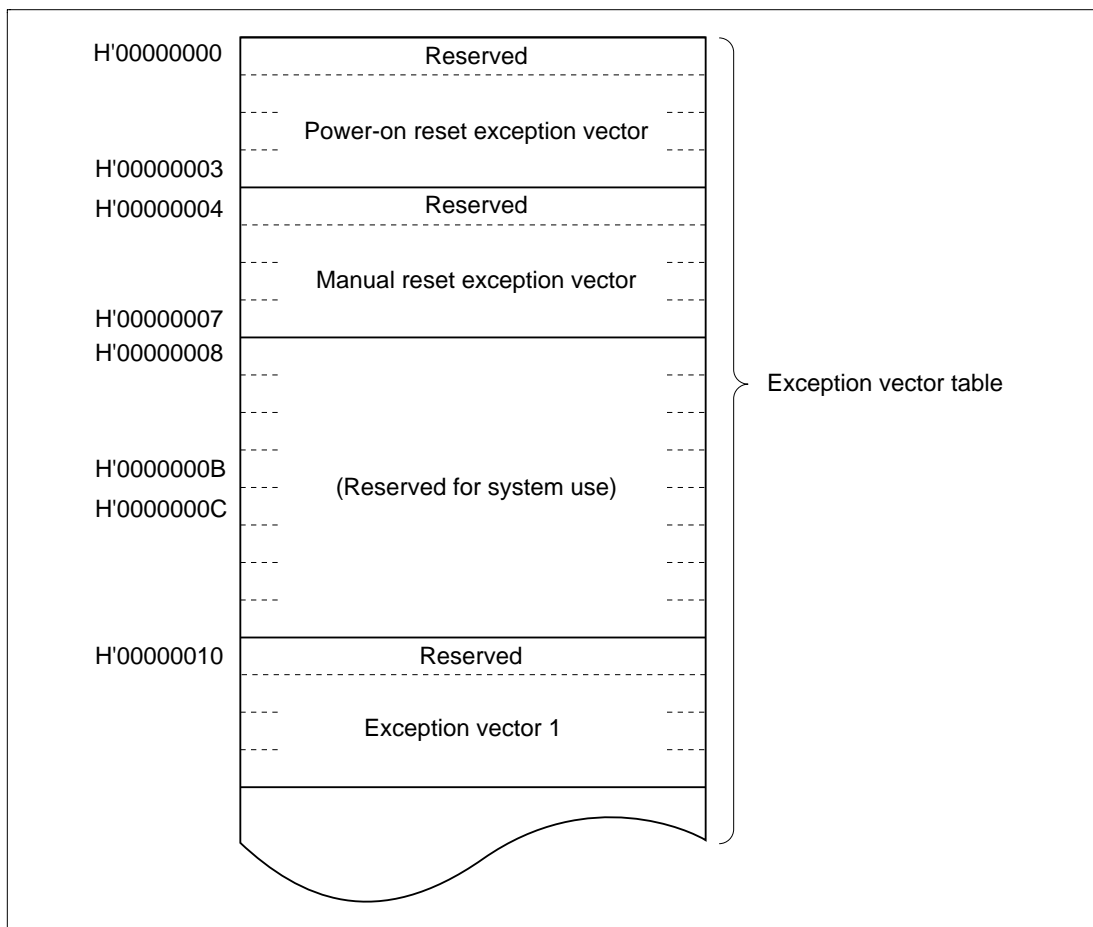 H'00000000
Reserved
Power-on reset exception vector
H'00000003
H'00000004
Reserved
Manual reset exception vector
H'00000007
H'00000008
Exception vector table
H'0000000B
(Reserved for system use)
H'0000000C
H'00000010
Reserved
Exception vector 1